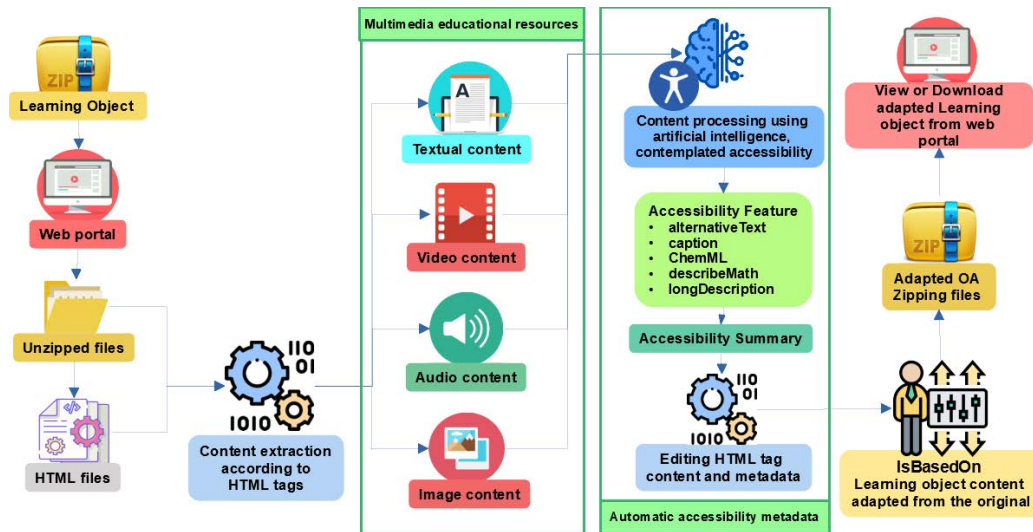 ZIP
Learning Object
Web portal
Unzipped files
HTML files
110
01
1010
Content extraction
according to
HTML tags
Multimedia educational resources
A
Textual content
Video content
Audio content
Image content
Content processing using
artificial intelligence,
contemplated accessibility
Accessibility Feature
• alternativeText
• caption
• ChemML
• describeMath
• longDescription
Accessibility Summary
110
01
1010
Editing HTML tag
content and metadata
Automatic accessibility metadata
View or Download
adapted Learning
object from web
portal
ZIP
Adapted OA
Zipping files
IsBasedOn
Learning object content
adapted from the original